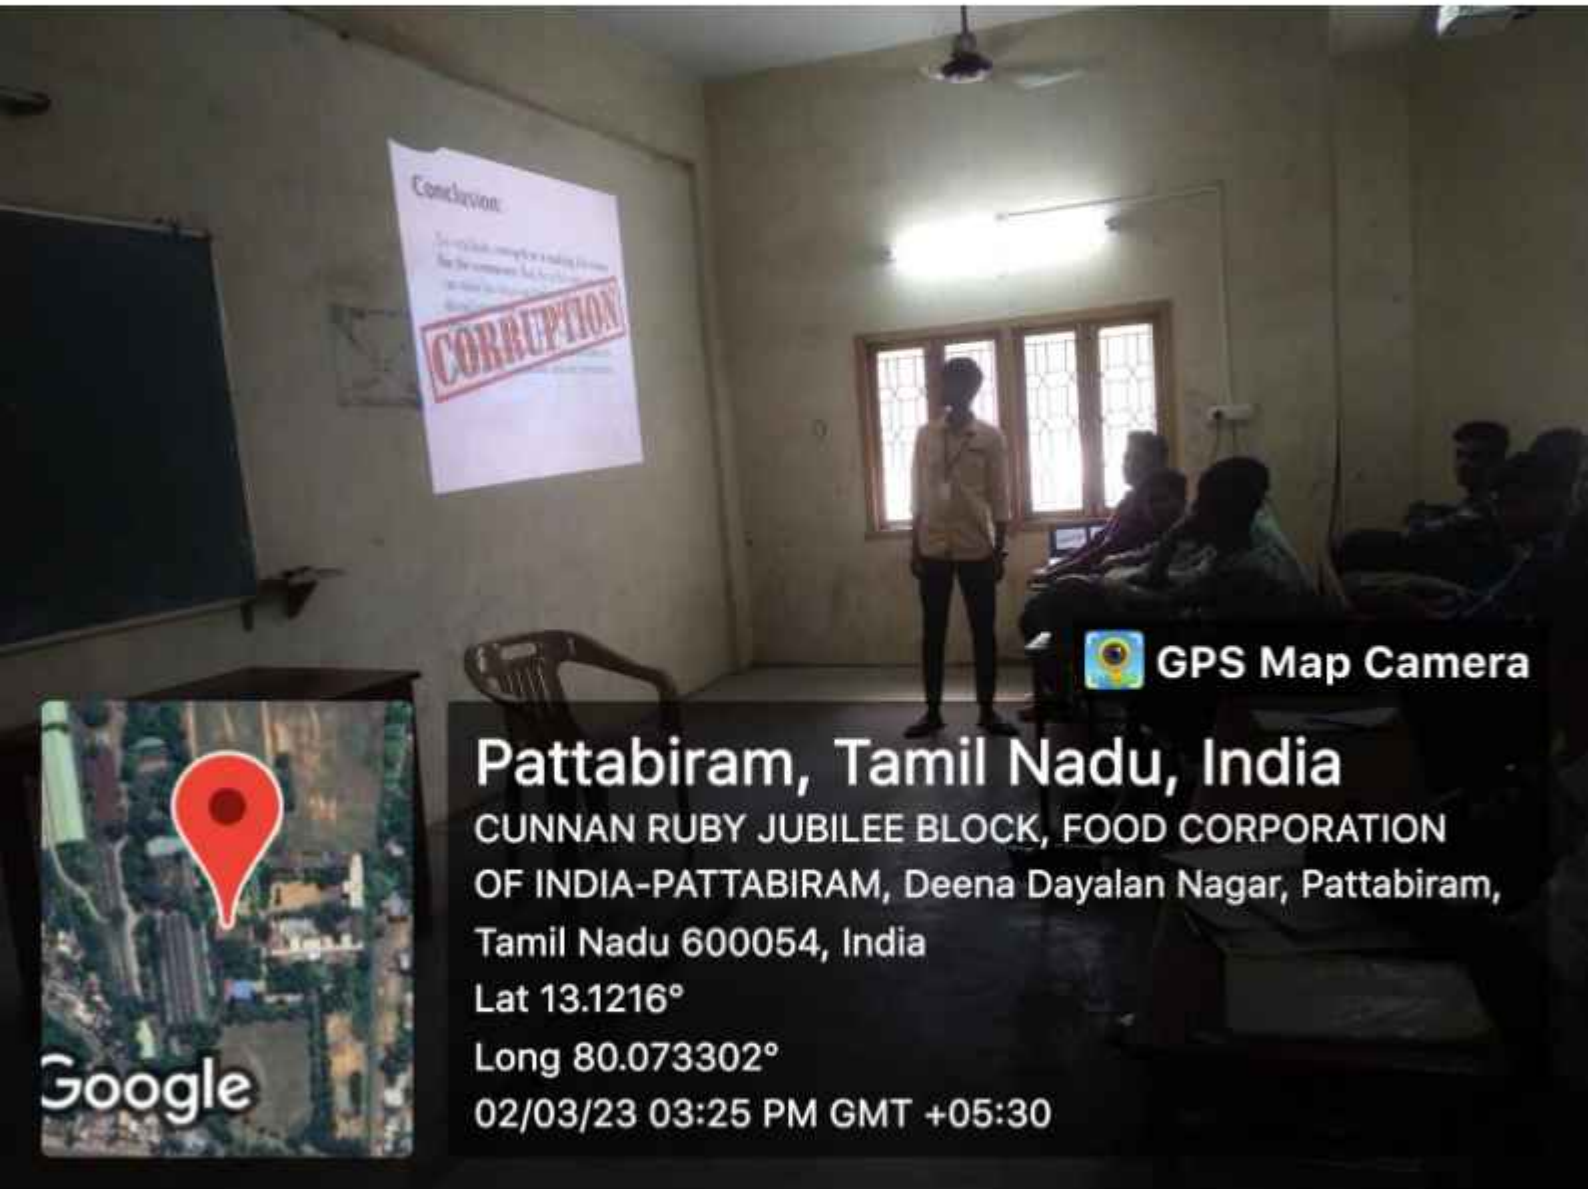 Conclusion:
CORRUPTION
GPS Map Camera
Pattabiram, Tamil Nadu, India
CUNNAN RUBY JUBILEE BLOCK, FOOD CORPORATION
OF INDIA-PATTABIRAM, Deena Dayalan Nagar, Pattabiram,
Tamil Nadu 600054, India
Lat 13.1216°
Long 80.073302°
02/03/23 03:25 PM GMT +05:30
Google